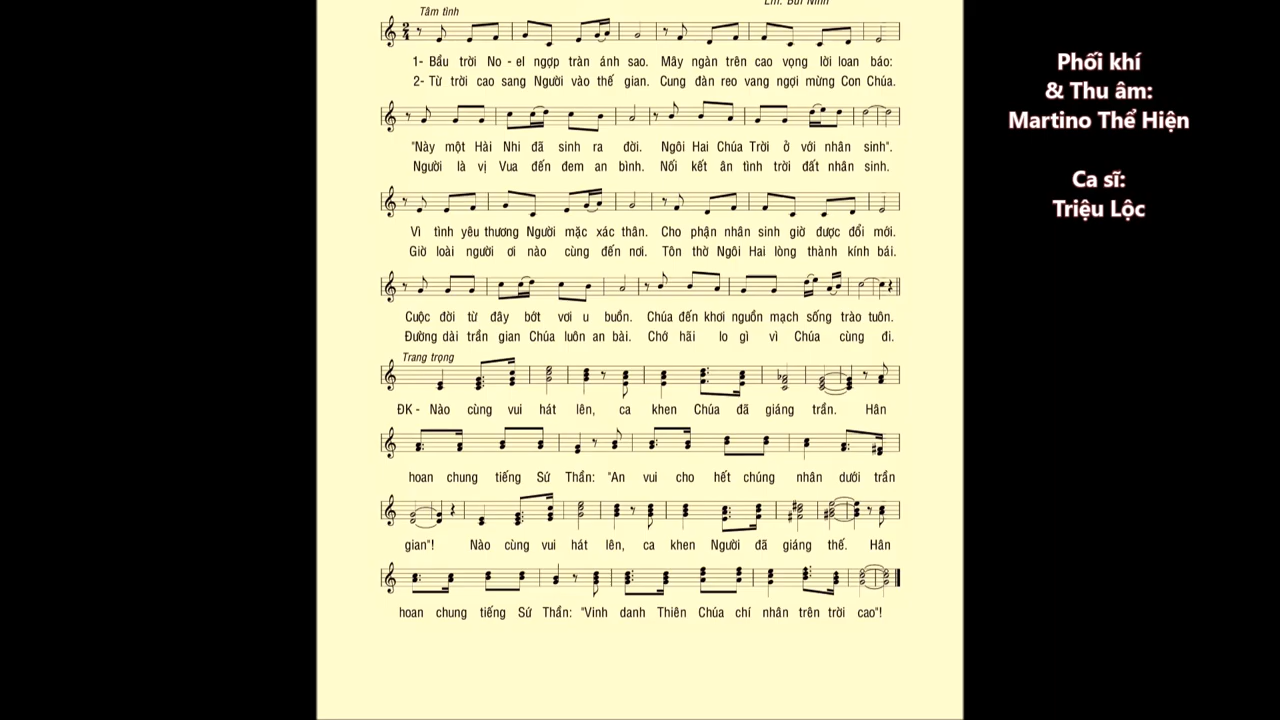 Tâm tình
Lm. Bùi Ninh
1- Bầu trời No - el ngợp tràn ánh sao. Mây ngàn trên cao vọng lời loan báo:
2- Từ trời cao sang Người vào thế gian. Cung đàn reo vang ngợi mừng Con Chúa.
"Này một Hài Nhi đã sinh ra đời. Ngôi Hai Chúa Trời ở với nhân sinh".
Người là vị Vua đến đem an bình. Nối kết ân tình trời đất nhân sinh.
Vì tình yêu thương Người mặc xác thân. Cho phận nhân sinh giờ được đổi mới.
Giờ loài người ơi nào cùng đến nơi. Tôn thờ Ngôi Hai lòng thành kính bái.
Cuộc đời từ đây bớt vơi u buồn. Chúa đến khơi nguồn mạch sống trào tuôn.
Đường dài trần gian Chúa luôn an bài. Chớ hãi lo gì vì Chúa cùng đi.
Trang trọng
ĐK - Nào cùng vui hát lên, ca khen Chúa đã giáng trần. Hân
hoan chung tiếng Sứ Thần: "An vui cho hết chúng nhân dưới trần
gian"! Nào cùng vui hát lên, ca khen Người đã giáng thế. Hân
hoan chung tiếng Sứ Thần: "Vinh danh Thiên Chúa chí nhân trên trời cao"!
Phối khí
& Thu âm:
Martino Thể Hiện
Ca sĩ:
Triệu Lộc